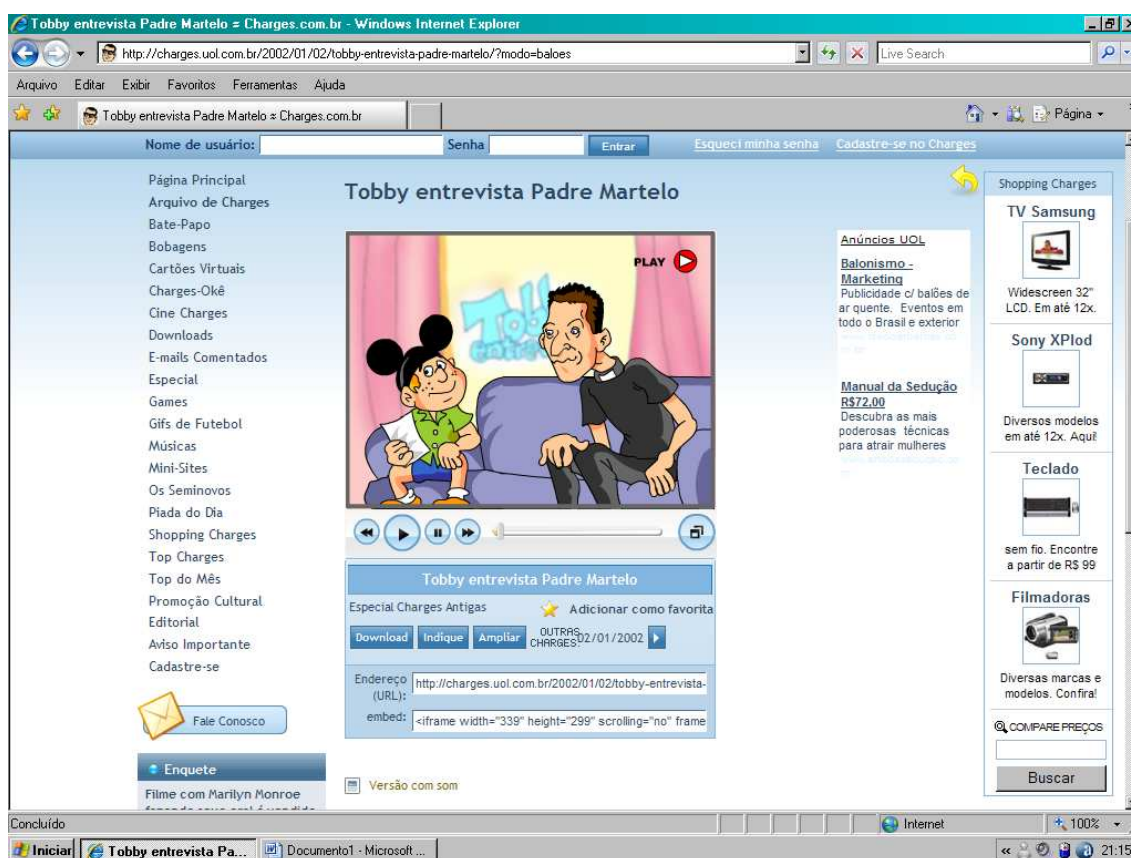 Tobby entrevista Padre Martelo ≈ Charges.com.br - Windows Internet Explorer
http://charges.uol.com.br/2002/01/02/tobby-entrevista-padre-martelo/?modo=baloes
Live Search
Arquivo Editar Exibir Favoritos Ferramentas Ajuda
Tobby entrevista Padre Martelo ≈ Charges.com.br
Página
Nome de usuário: Senha Entrar Esqueci minha senha Cadastre-se no Charges
Página Principal
Arquivo de Charges
Bate-Papo
Bobagens
Cartões Virtuais
Charges-Okê
Cine Charges
Downloads
E-mails Comentados
Especial
Games
Gifs de Futebol
Músicas
Mini-Sites
Os Seminovos
Piada do Dia
Shopping Charges
Top Charges
Top do Mês
Promoção Cultural
Editorial
Aviso Importante
Cadastre-se
Fale Conosco
Enquete
Filme com Marilyn Monroe
Tobby entrevista Padre Martelo
PLAY
Tobby entrevista Padre Martelo
Especial Charges Antigas
Adicionar como favorita
Download Indique Ampliar
OUTRAS CHARGES: 02/01/2002
Endereço (URL): http://charges.uol.com.br/2002/01/02/tobby-entrevista-
embed: <iframe width="339" height="299" scrolling="no" frame
Versão com som
Anúncios UOL
Balonismo -
Marketing
Publicidade c/ balões de
ar quente. Eventos em
todo o Brasil e exterior
Manual da Sedução
R$72,00
Descubra as mais
poderosas técnicas
para atrair mulheres
Shopping Charges
TV Samsung
Widescreen 32"
LCD. Em até 12x.
Sony XPlod
Diversos modelos
em até 12x. Aqui!
Teclado
sem fio. Encontre
a partir de R$ 99
Filmadoras
Diversas marcas e
modelos. Confira!
COMPARE PREÇOS
Buscar
Concluído
Internet
100%
Iniciar
Tobby entrevista Pa...
Documento1 - Microsoft ...
21:15